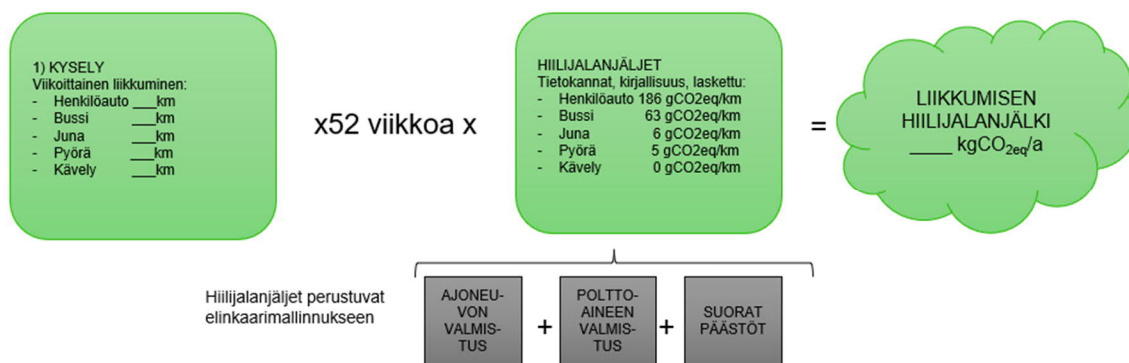 1) KYSELY
Viikoittainen liikkuminen:
- Henkilöauto ___km
- Bussi ___km
- Juna ___km
- Pyörä ___km
- Kävely ___km
x52 viikkoa x
HIILIJALANJÄLJET
Tietokannat, kirjallisuus, laskettu:
- Henkilöauto 186 gCO2eq/km
- Bussi 63 gCO2eq/km
- Juna 6 gCO2eq/km
- Pyörä 5 gCO2eq/km
- Kävely 0 gCO2eq/km
=
LIIKKUMISEN
HIILIJALANJÄLKI
____ kgCO2eq/a
Hiilijalanjäljet perustuvat
elinkaarimallinnukseen
AJONEU-
VON
VALMIS-
TUS
+
POLTTO-
AINEEN
VALMIS-
TUS
+
SUORAT
PÄÄSTÖT